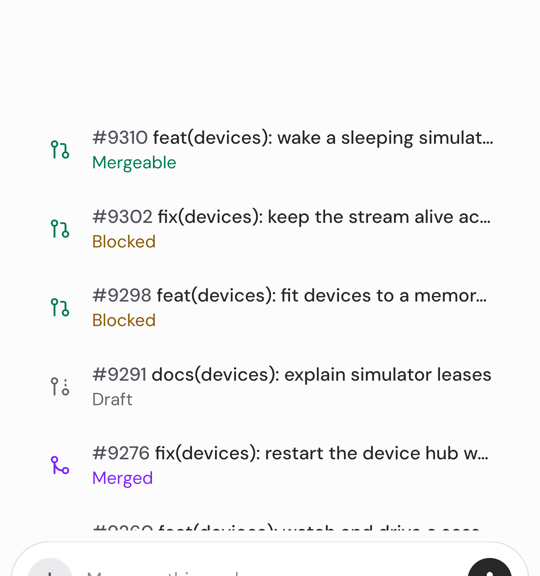 #9310 feat(devices): wake a sleeping simulat...
Mergeable
#9302 fix(devices): keep the stream alive ac...
Blocked
#9298 feat(devices): fit devices to a memor...
Blocked
#9291 docs(devices): explain simulator leases
Draft
#9276 fix(devices): restart the device hub w...
Merged